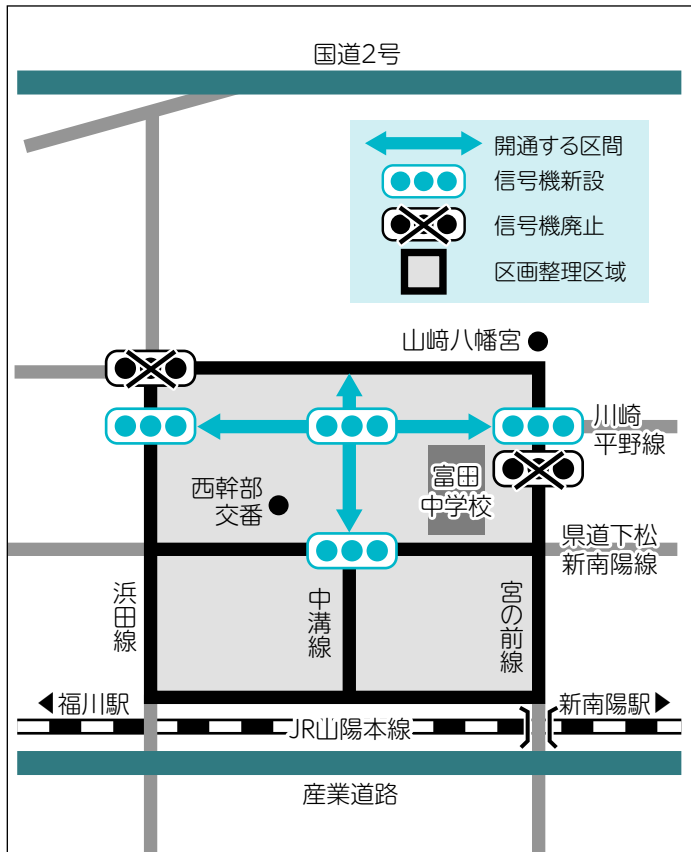 国道2号
開通する区間
信号機新設
信号機廃止
区画整理区域
山﨑八幡宮
川崎
平野線
富田
中学校
西幹部
交番
県道下松
新南陽線
浜田線
中溝線
宮の前線
◀福川駅
新南陽駅▶
JR山陽本線
産業道路